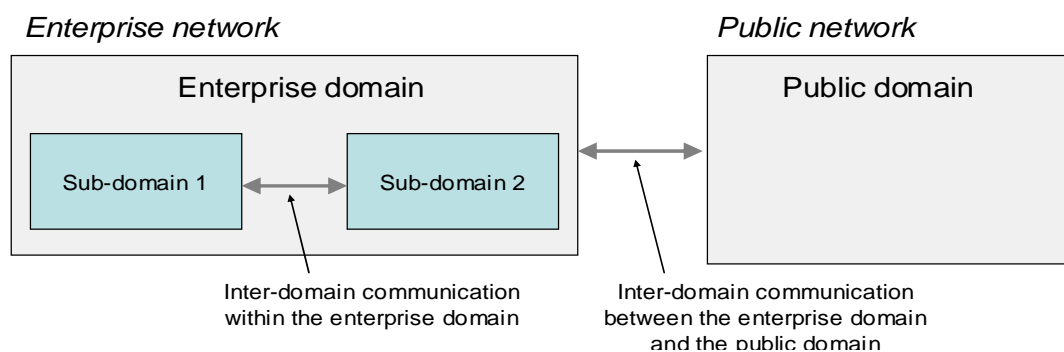 Enterprise network
Public network
Enterprise domain
Public domain
Sub-domain 1
Sub-domain 2
Inter-domain communication
within the enterprise domain
Inter-domain communication
between the enterprise domain
and the public domain